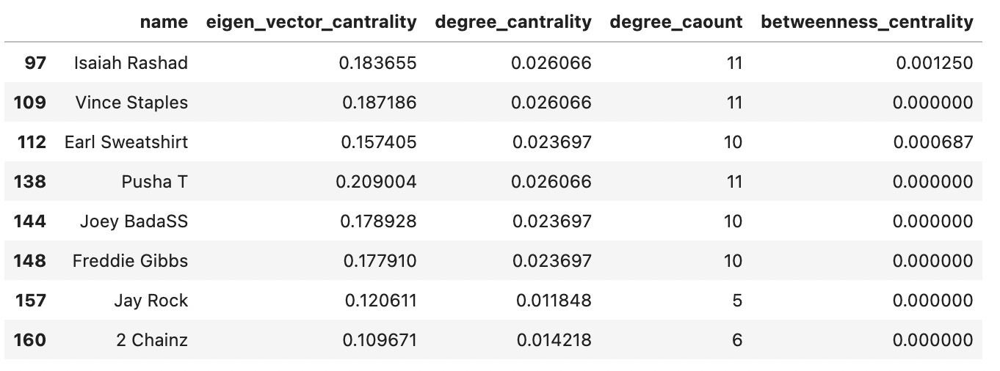 name eigen_vector_cantrality degree_cantrality degree_caount betweenness_centrality
97 Isaiah Rashad 0.183655 0.026066 11 0.001250
109 Vince Staples 0.187186 0.026066 11 0.000000
112 Earl Sweatshirt 0.157405 0.023697 10 0.000687
138 Pusha T 0.209004 0.026066 11 0.000000
144 Joey BadaSS 0.178928 0.023697 10 0.000000
148 Freddie Gibbs 0.177910 0.023697 10 0.000000
157 Jay Rock 0.120611 0.011848 5 0.000000
160 2 Chainz 0.109671 0.014218 6 0.000000